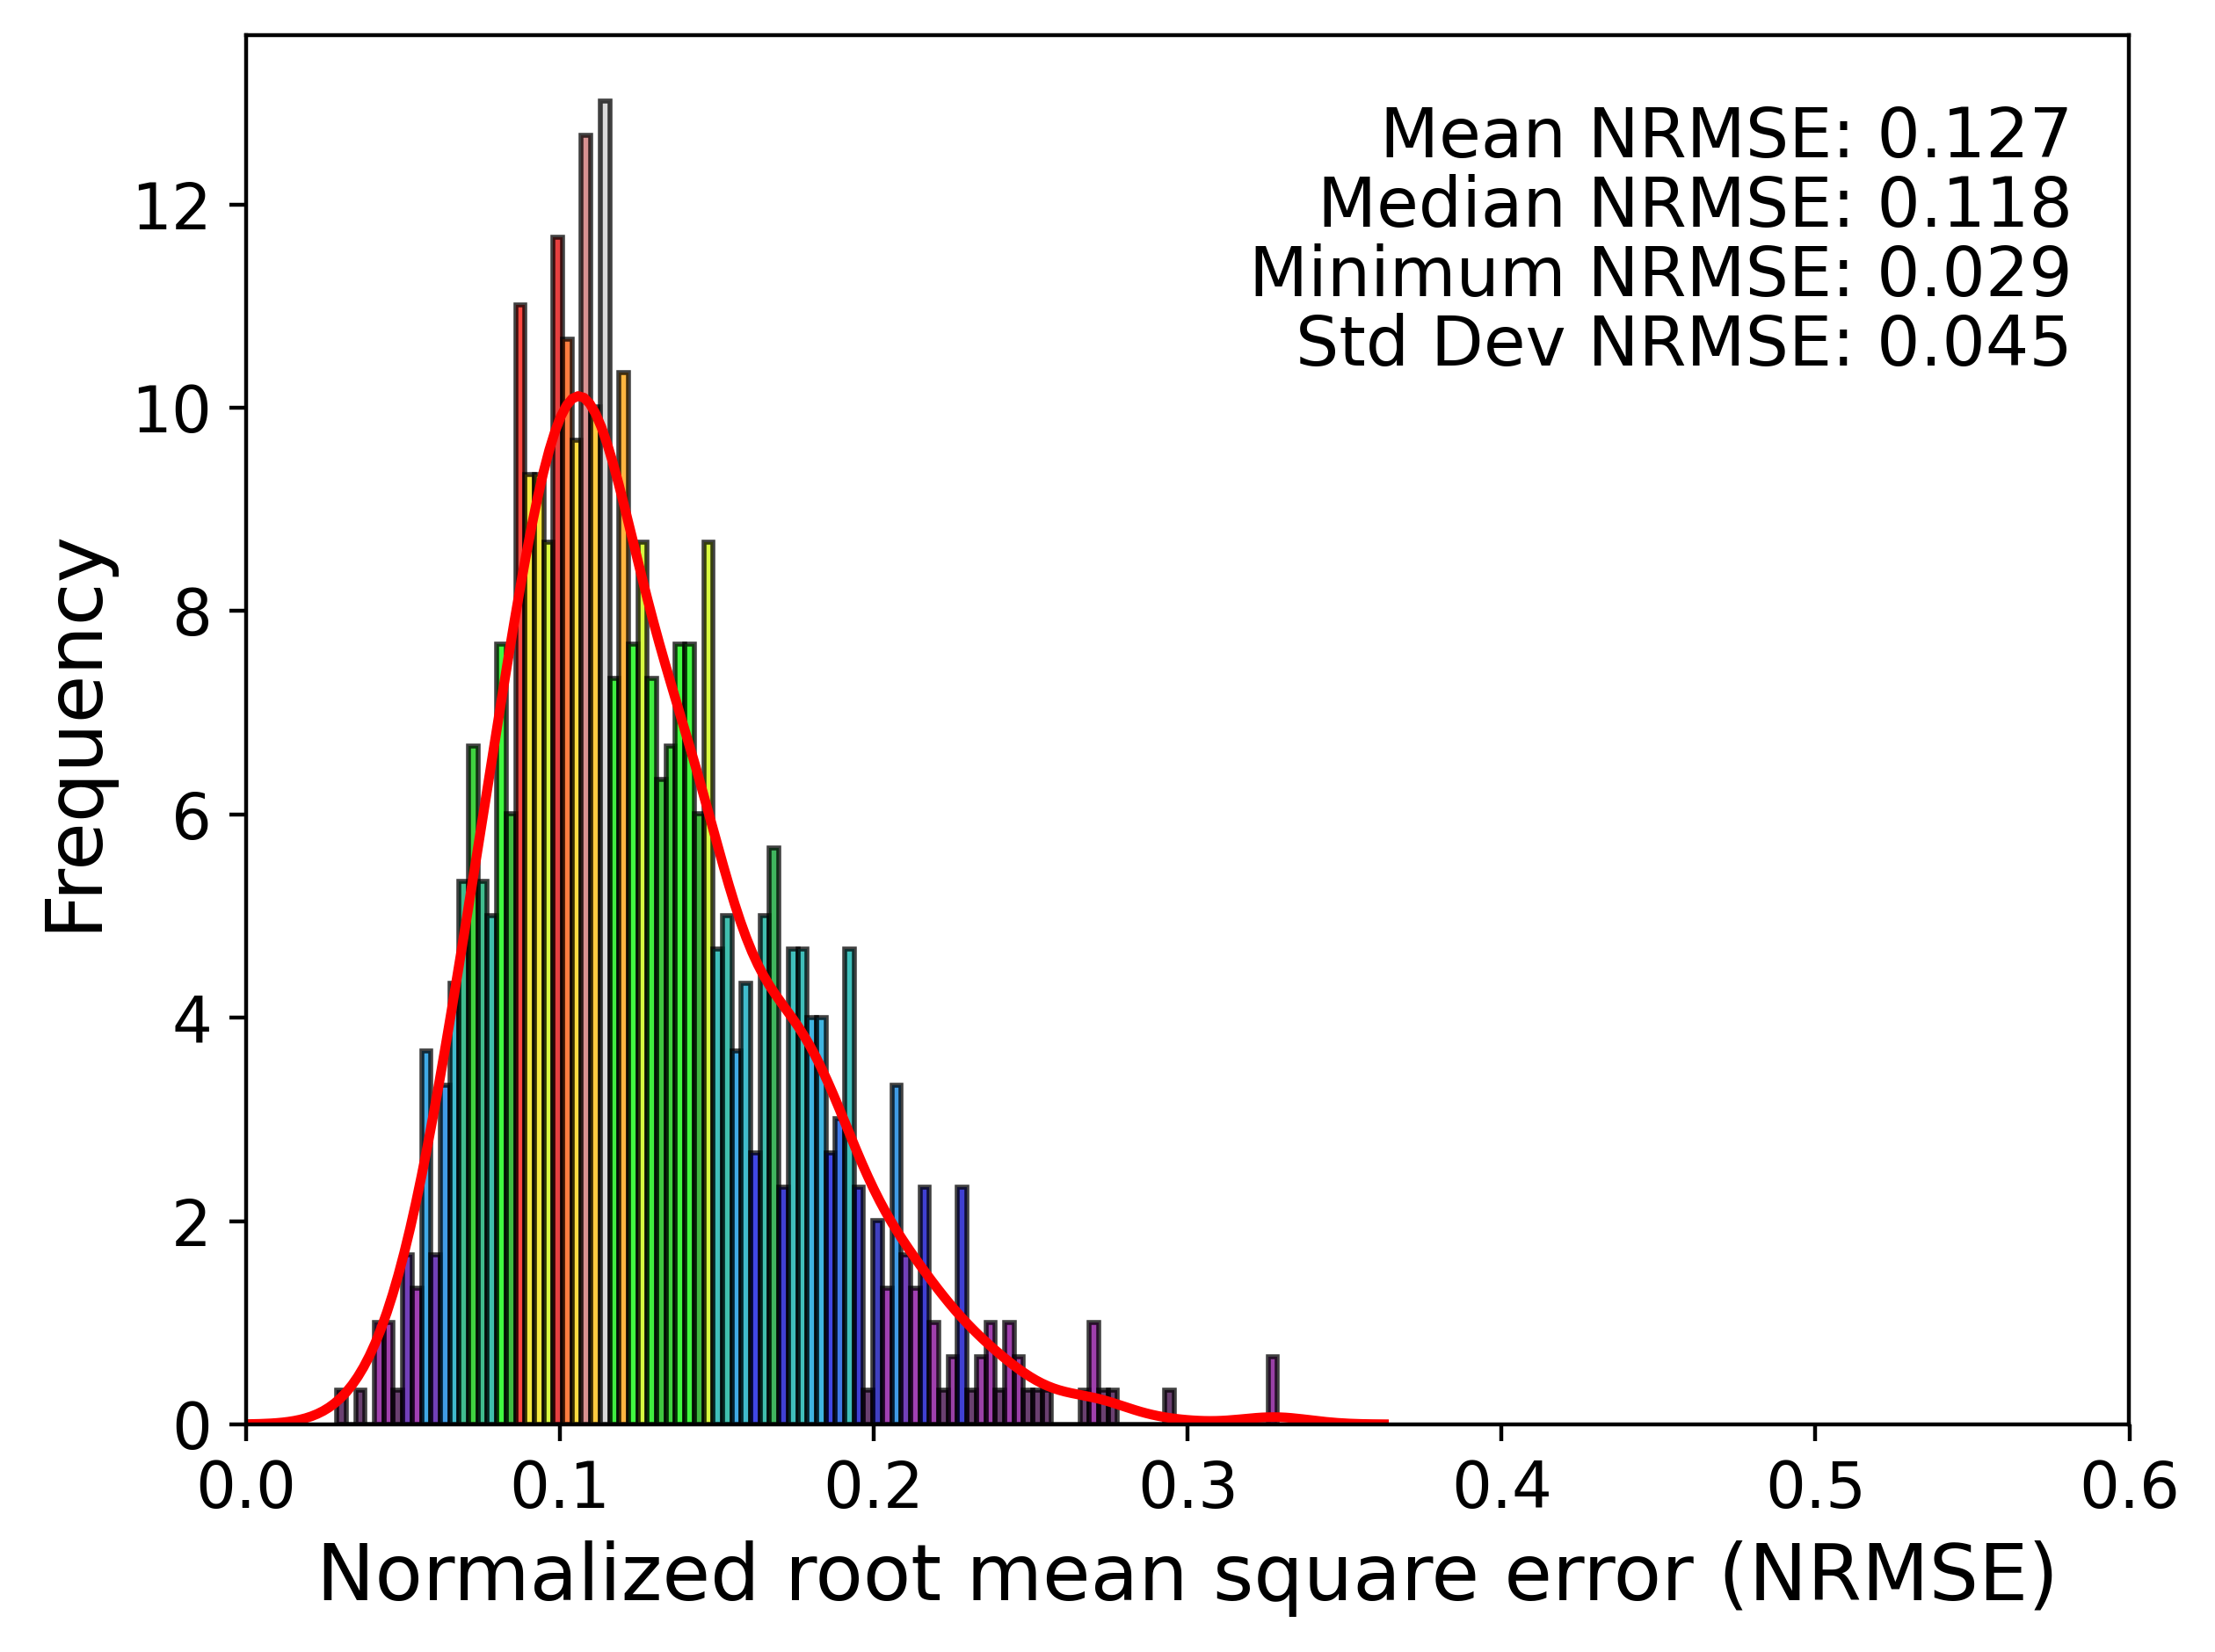 Mean NRMSE: 0.127
Median NRMSE: 0.118
Minimum NRMSE: 0.029
Std Dev NRMSE: 0.045
12
10
8
6
4
2
0
Frequency
0.0 0.1 0.2 0.3 0.4 0.5 0.6
Normalized root mean square error (NRMSE)